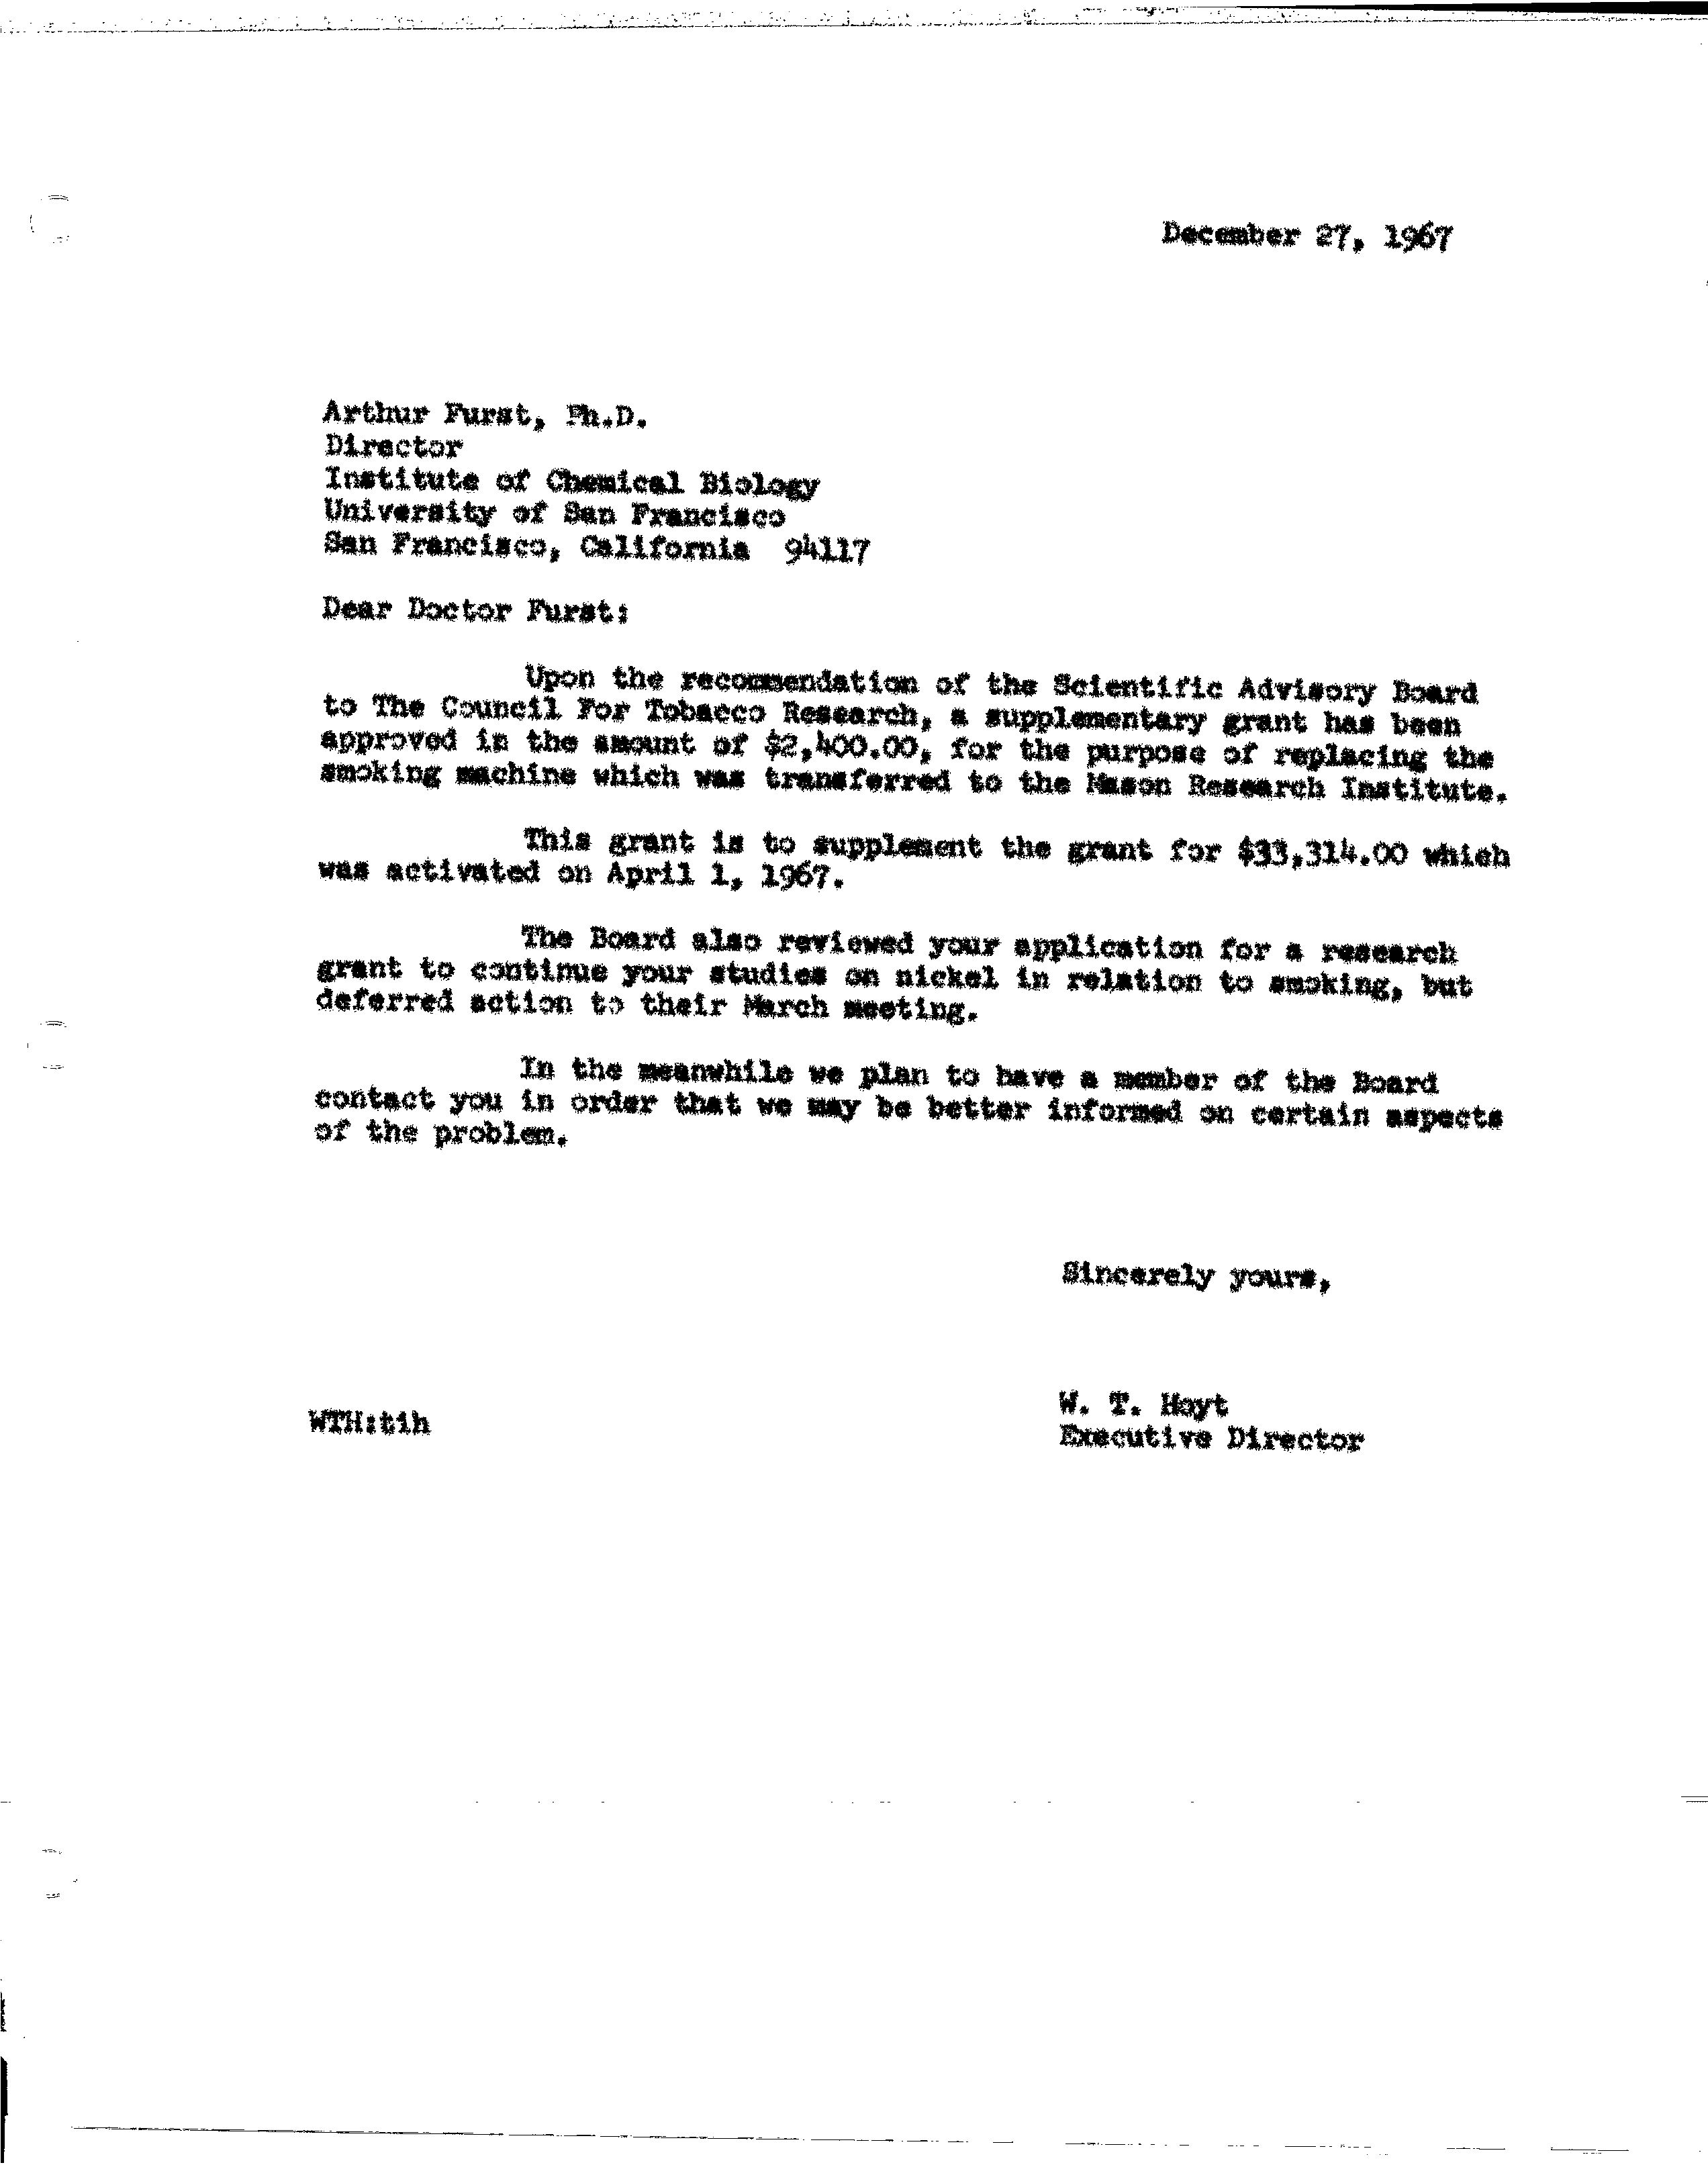 December 27, 1967
Arthur Furst, Ph.D.
Director
Institute of Chemical Biology
University of San Francisco
San Francisco, California 94117
Dear Doctor Furst:
Upon the recommendation of the Scientific Advisory Board
to The Council For Tobacco Research, a supplementary grant has been
approved in the amount of $2,400.00, for the purpose of replacing the
smoking machine which was transferred to the Mason Research Institute.
This grant is to supplement the grant for $33,314.00 which
was activated on April 1, 1967.
The Board also reviewed your application for a research
grant to continue your studies on nickel in relation to smoking, but
deferred action to their March meeting.
In the meanwhile we plan to have a member of the Board
contact you in order that we may be better informed on certain aspects
of the problem.
Sincerely yours,
W. T. Hoyt
Executive Director
WTH:tih